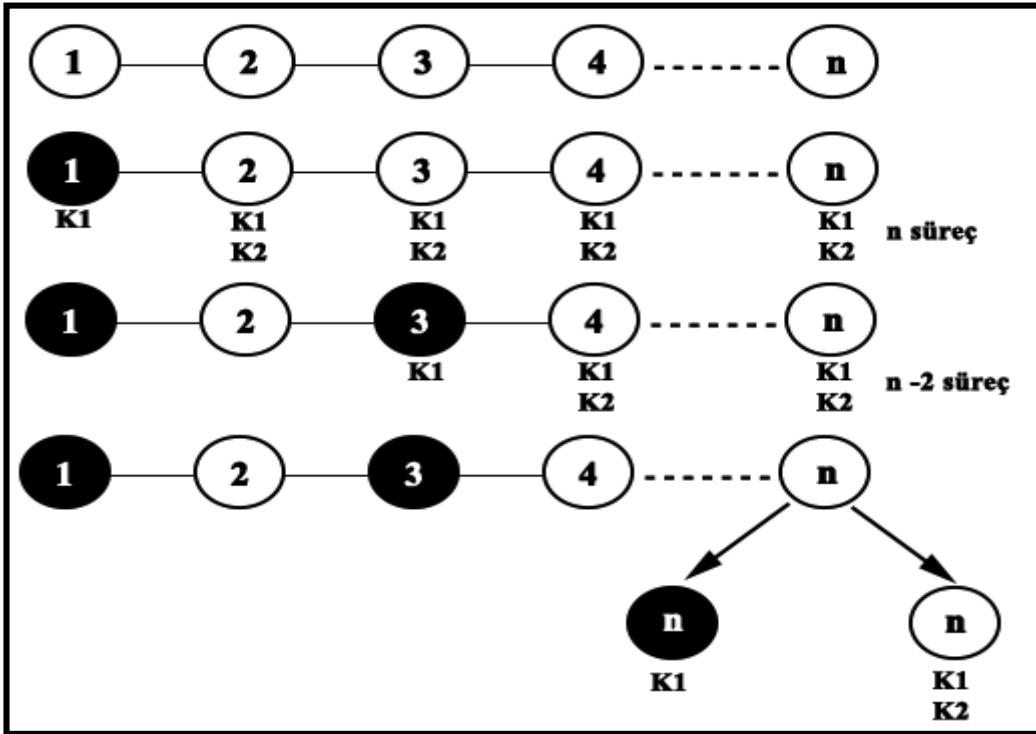 1 2 3 4 n
1 2 3 4 n
K1 K1 K1 K1 K1
K2 K2 K2 K2
n süreç
1 2 3 4 n
K1 K1 K1
K2 K2
n -2 süreç
1 2 3 4 n
n n
K1 K1
K2